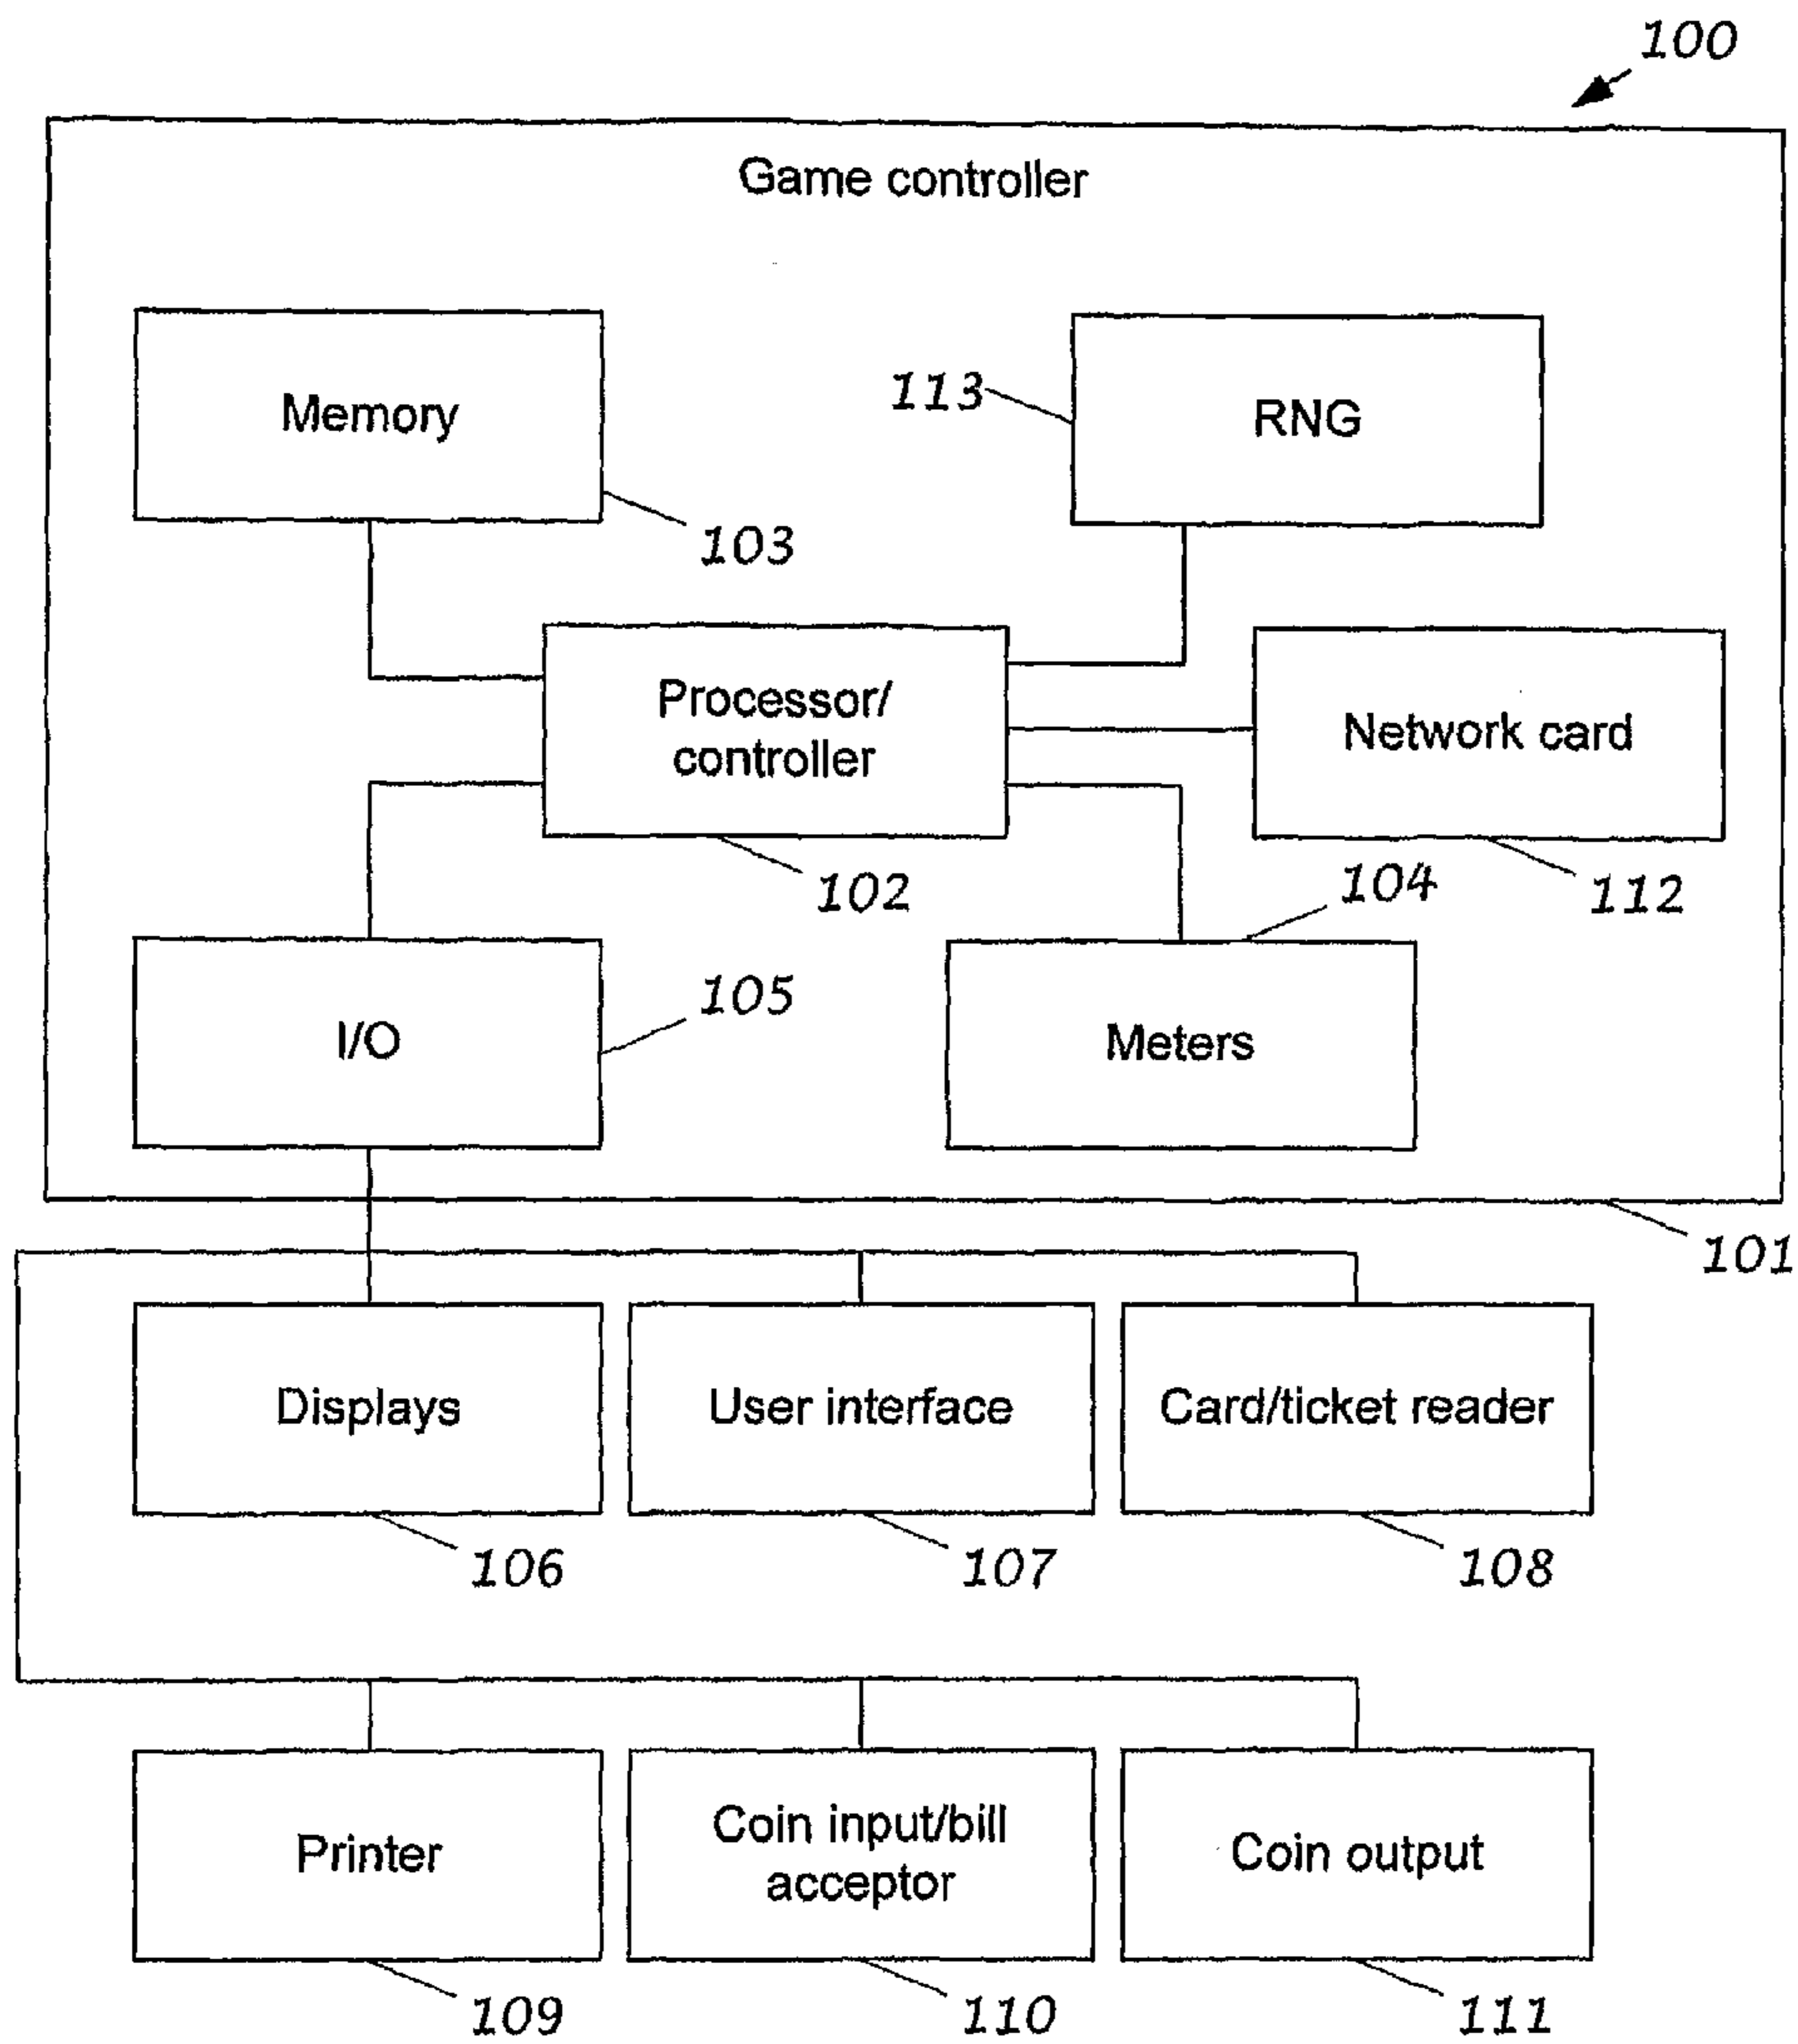 100
Game controller
Memory
113
RNG
103
Processor/
controller
Network card
102
104
112
I/O
105
Meters
101
Displays
User interface
Card/ticket reader
106
107
108
Printer
Coin input/bill
acceptor
Coin output
109
110
111